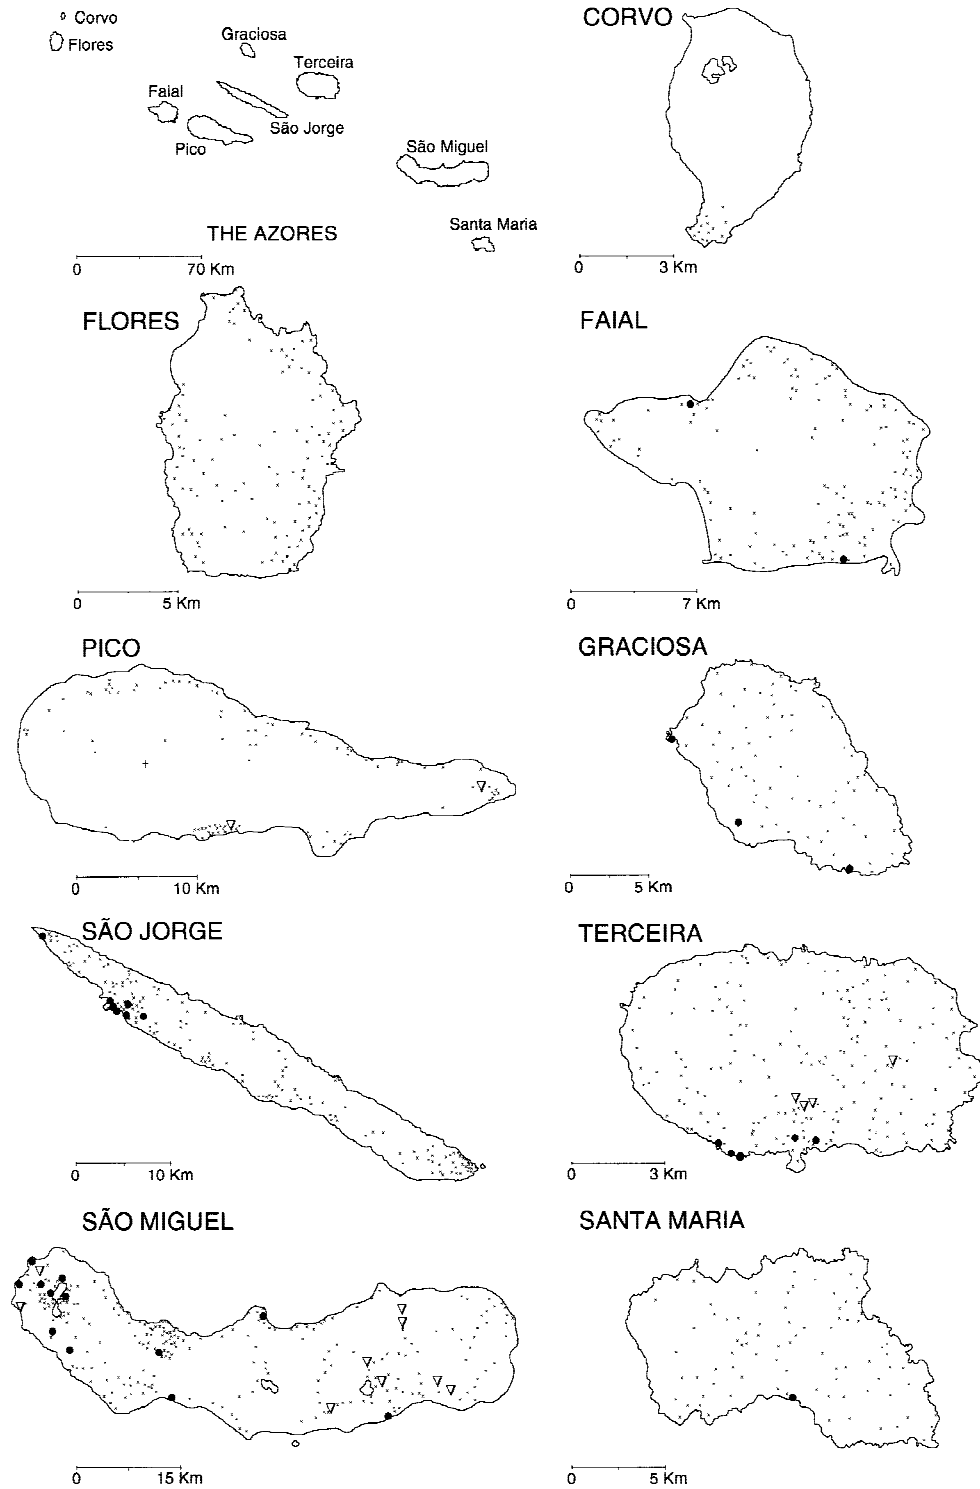 Corvo
Flores
Graciosa
Terceira
Faial
São Jorge
Pico
São Miguel
Santa Maria
THE AZORES
0 70 Km
CORVO
0 3 Km
FLORES
0 5 Km
FAIAL
0 7 Km
PICO
0 10 Km
GRACIOSA
0 5 Km
SÃO JORGE
0 10 Km
TERCEIRA
0 3 Km
SÃO MIGUEL
0 15 Km
SANTA MARIA
0 5 Km